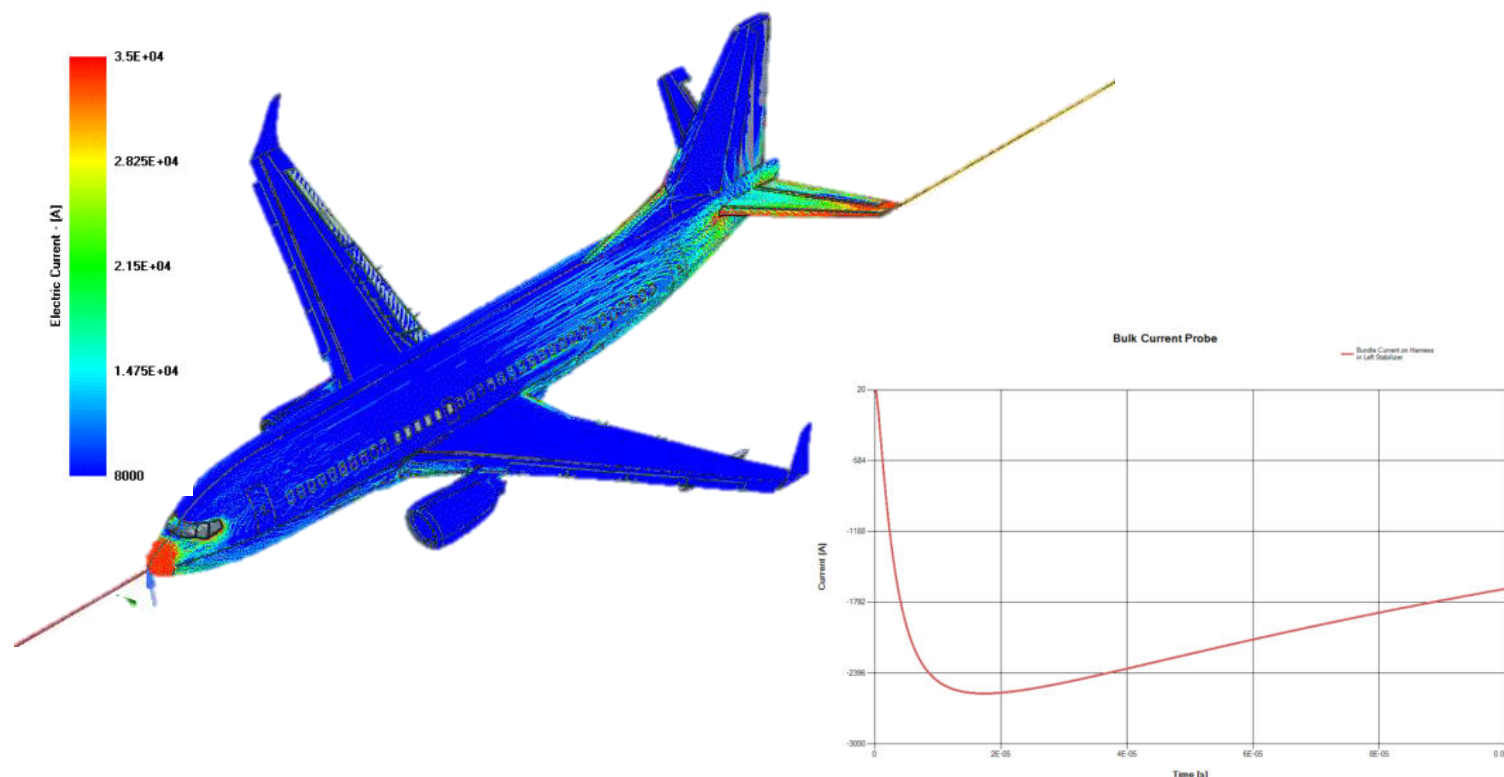 3.5E+04
2.825E+04
2.15E+04
1.475E+04
8000
Electric Current - [A]
Bulk Current Probe
Bundle Current on Harness
in Left Stabilizer
20
-584
-1188
-1792
-2396
-3000
Current [A]
0
2E-05
4E-05
6E-05
8E-05
0.0
Time [s]